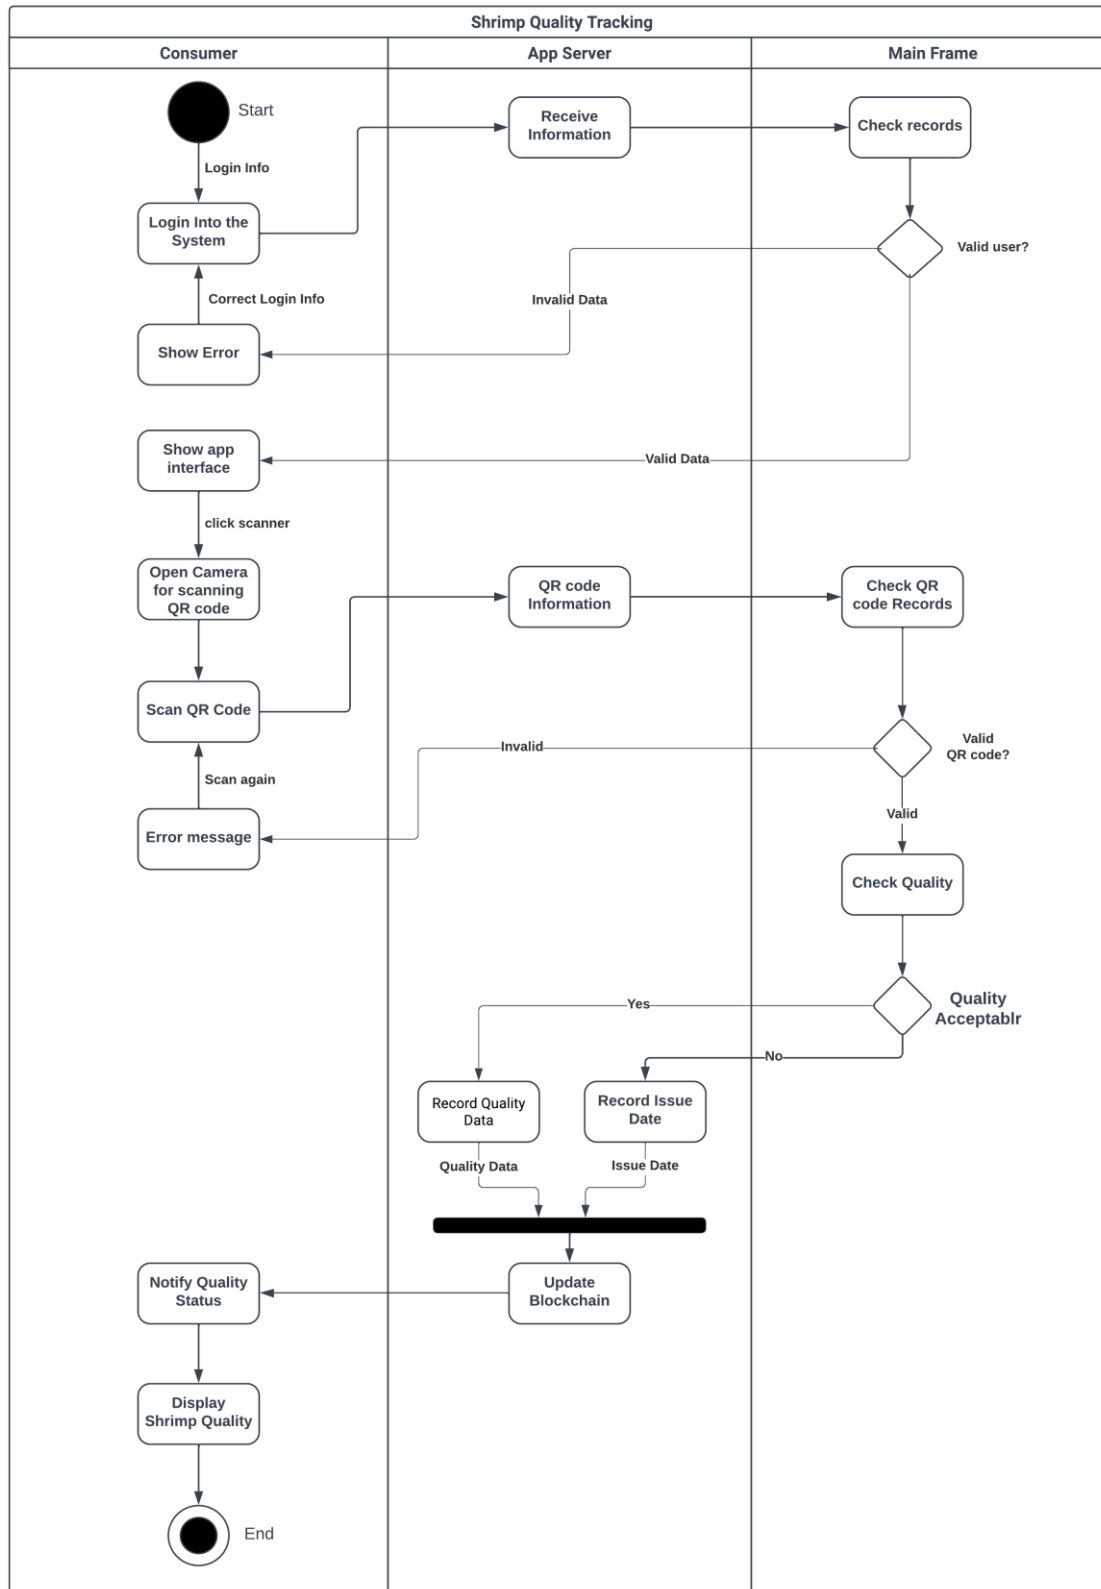 Shrimp Quality Tracking
Consumer
App Server
Main Frame
Start
Receive
Information
Check records
Login Info
Login Into the
System
Valid user?
Correct Login Info
Invalid Data
Show Error
Show app
interface
Valid Data
click scanner
Open Camera
for scanning
QR code
QR code
Information
Check QR
code Records
Scan QR Code
Invalid
Valid
QR code?
Scan again
Valid
Error message
Check Quality
Yes
Quality
Acceptablr
No
Record Quality
Data
Record Issue
Date
Quality Data
Issue Date
Notify Quality
Status
Update
Blockchain
Display
Shrimp Quality
End